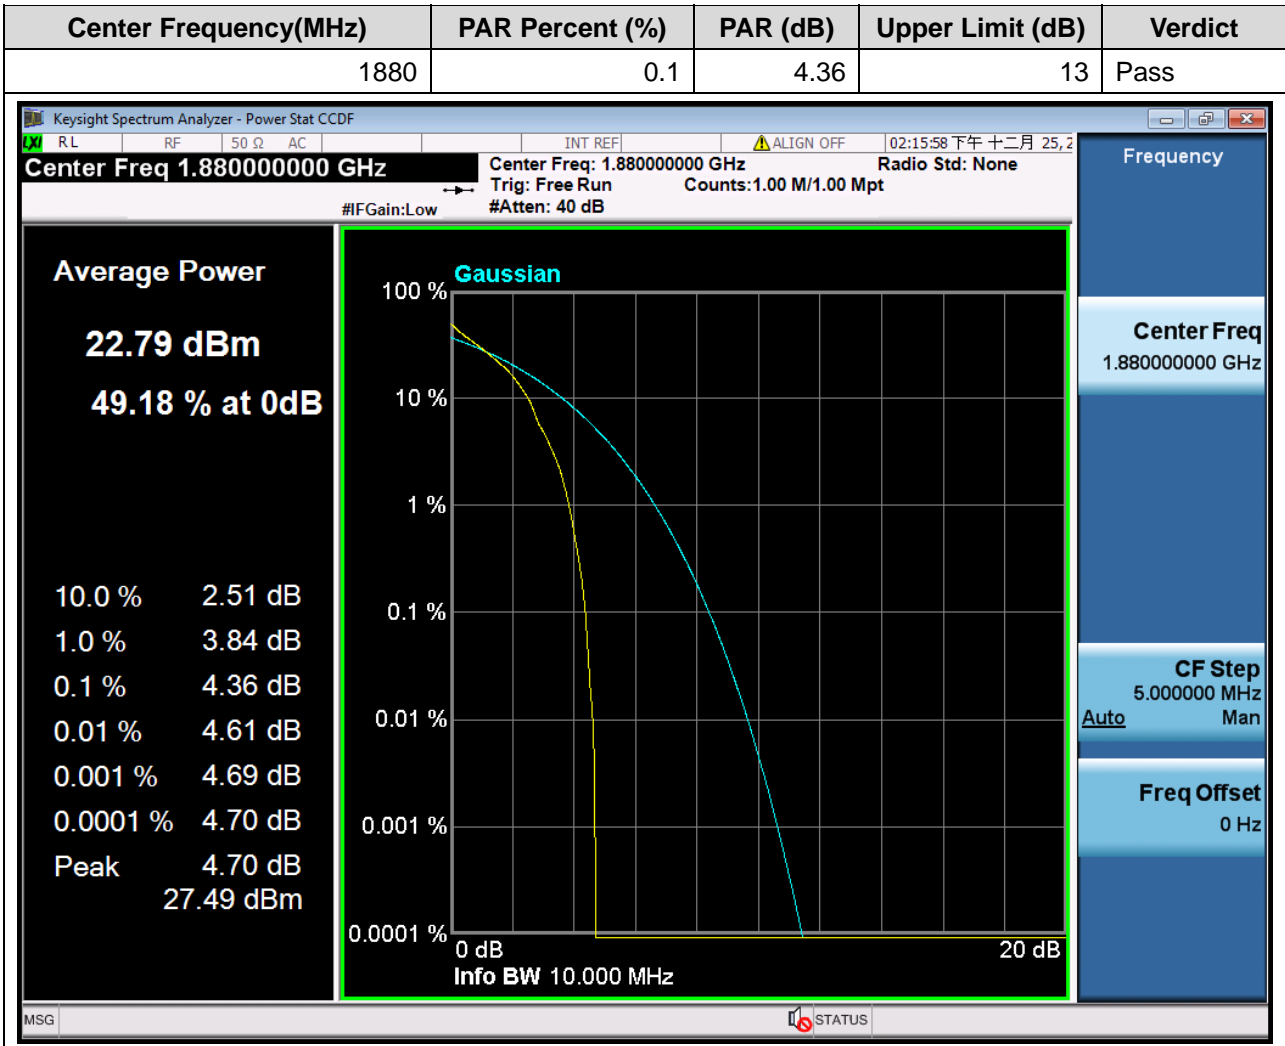 Center Frequency(MHz) PAR Percent (%) PAR (dB) Upper Limit (dB) Verdict
1880 0.1 4.36 13 Pass
Keysight Spectrum Analyzer - Power Stat CCDF
LXI RL RF 50 Ω AC INT REF ALIGN OFF 02:15:58 下午 十二月 25, 2
Center Freq 1.880000000 GHz
Center Freq: 1.880000000 GHz Radio Std: None
Trig: Free Run Counts:1.00 M/1.00 Mpt
#IFGain:Low #Atten: 40 dB
Frequency
Average Power
22.79 dBm
49.18 % at 0dB
10.0 % 2.51 dB
1.0 % 3.84 dB
0.1 % 4.36 dB
0.01 % 4.61 dB
0.001 % 4.69 dB
0.0001 % 4.70 dB
Peak 4.70 dB
27.49 dBm
Gaussian
100 %
10 %
1 %
0.1 %
0.01 %
0.001 %
0.0001 %
0 dB 20 dB
Info BW 10.000 MHz
Center Freq
1.880000000 GHz
CF Step
5.000000 MHz
Auto Man
Freq Offset
0 Hz
MSG STATUS